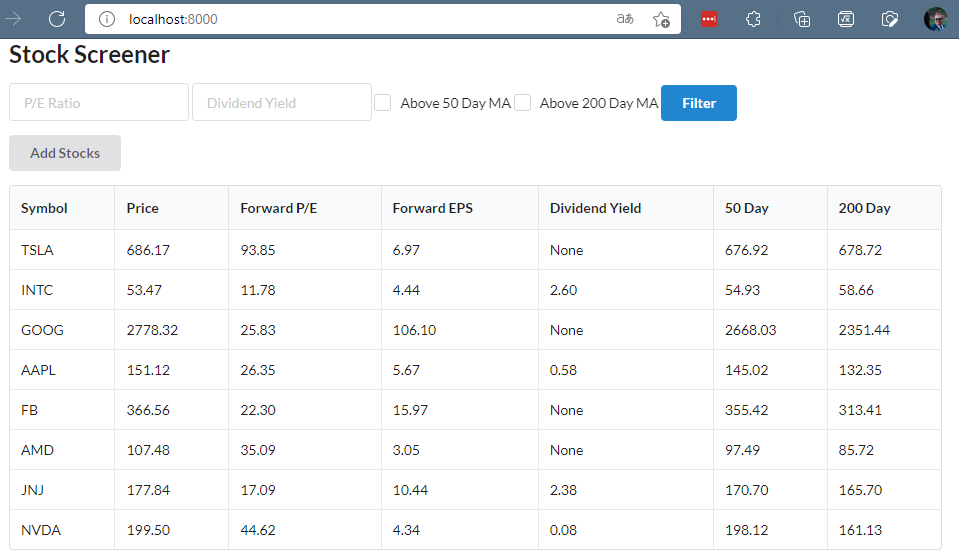 localhost:8000 aあ
Stock Screener
P/E Ratio Dividend Yield Above 50 Day MA Above 200 Day MA Filter
Add Stocks
Symbol Price Forward P/E Forward EPS Dividend Yield 50 Day 200 Day
TSLA 686.17 93.85 6.97 None 676.92 678.72
INTC 53.47 11.78 4.44 2.60 54.93 58.66
GOOG 2778.32 25.83 106.10 None 2668.03 2351.44
AAPL 151.12 26.35 5.67 0.58 145.02 132.35
FB 366.56 22.30 15.97 None 355.42 313.41
AMD 107.48 35.09 3.05 None 97.49 85.72
JNJ 177.84 17.09 10.44 2.38 170.70 165.70
NVDA 199.50 44.62 4.34 0.08 198.12 161.13